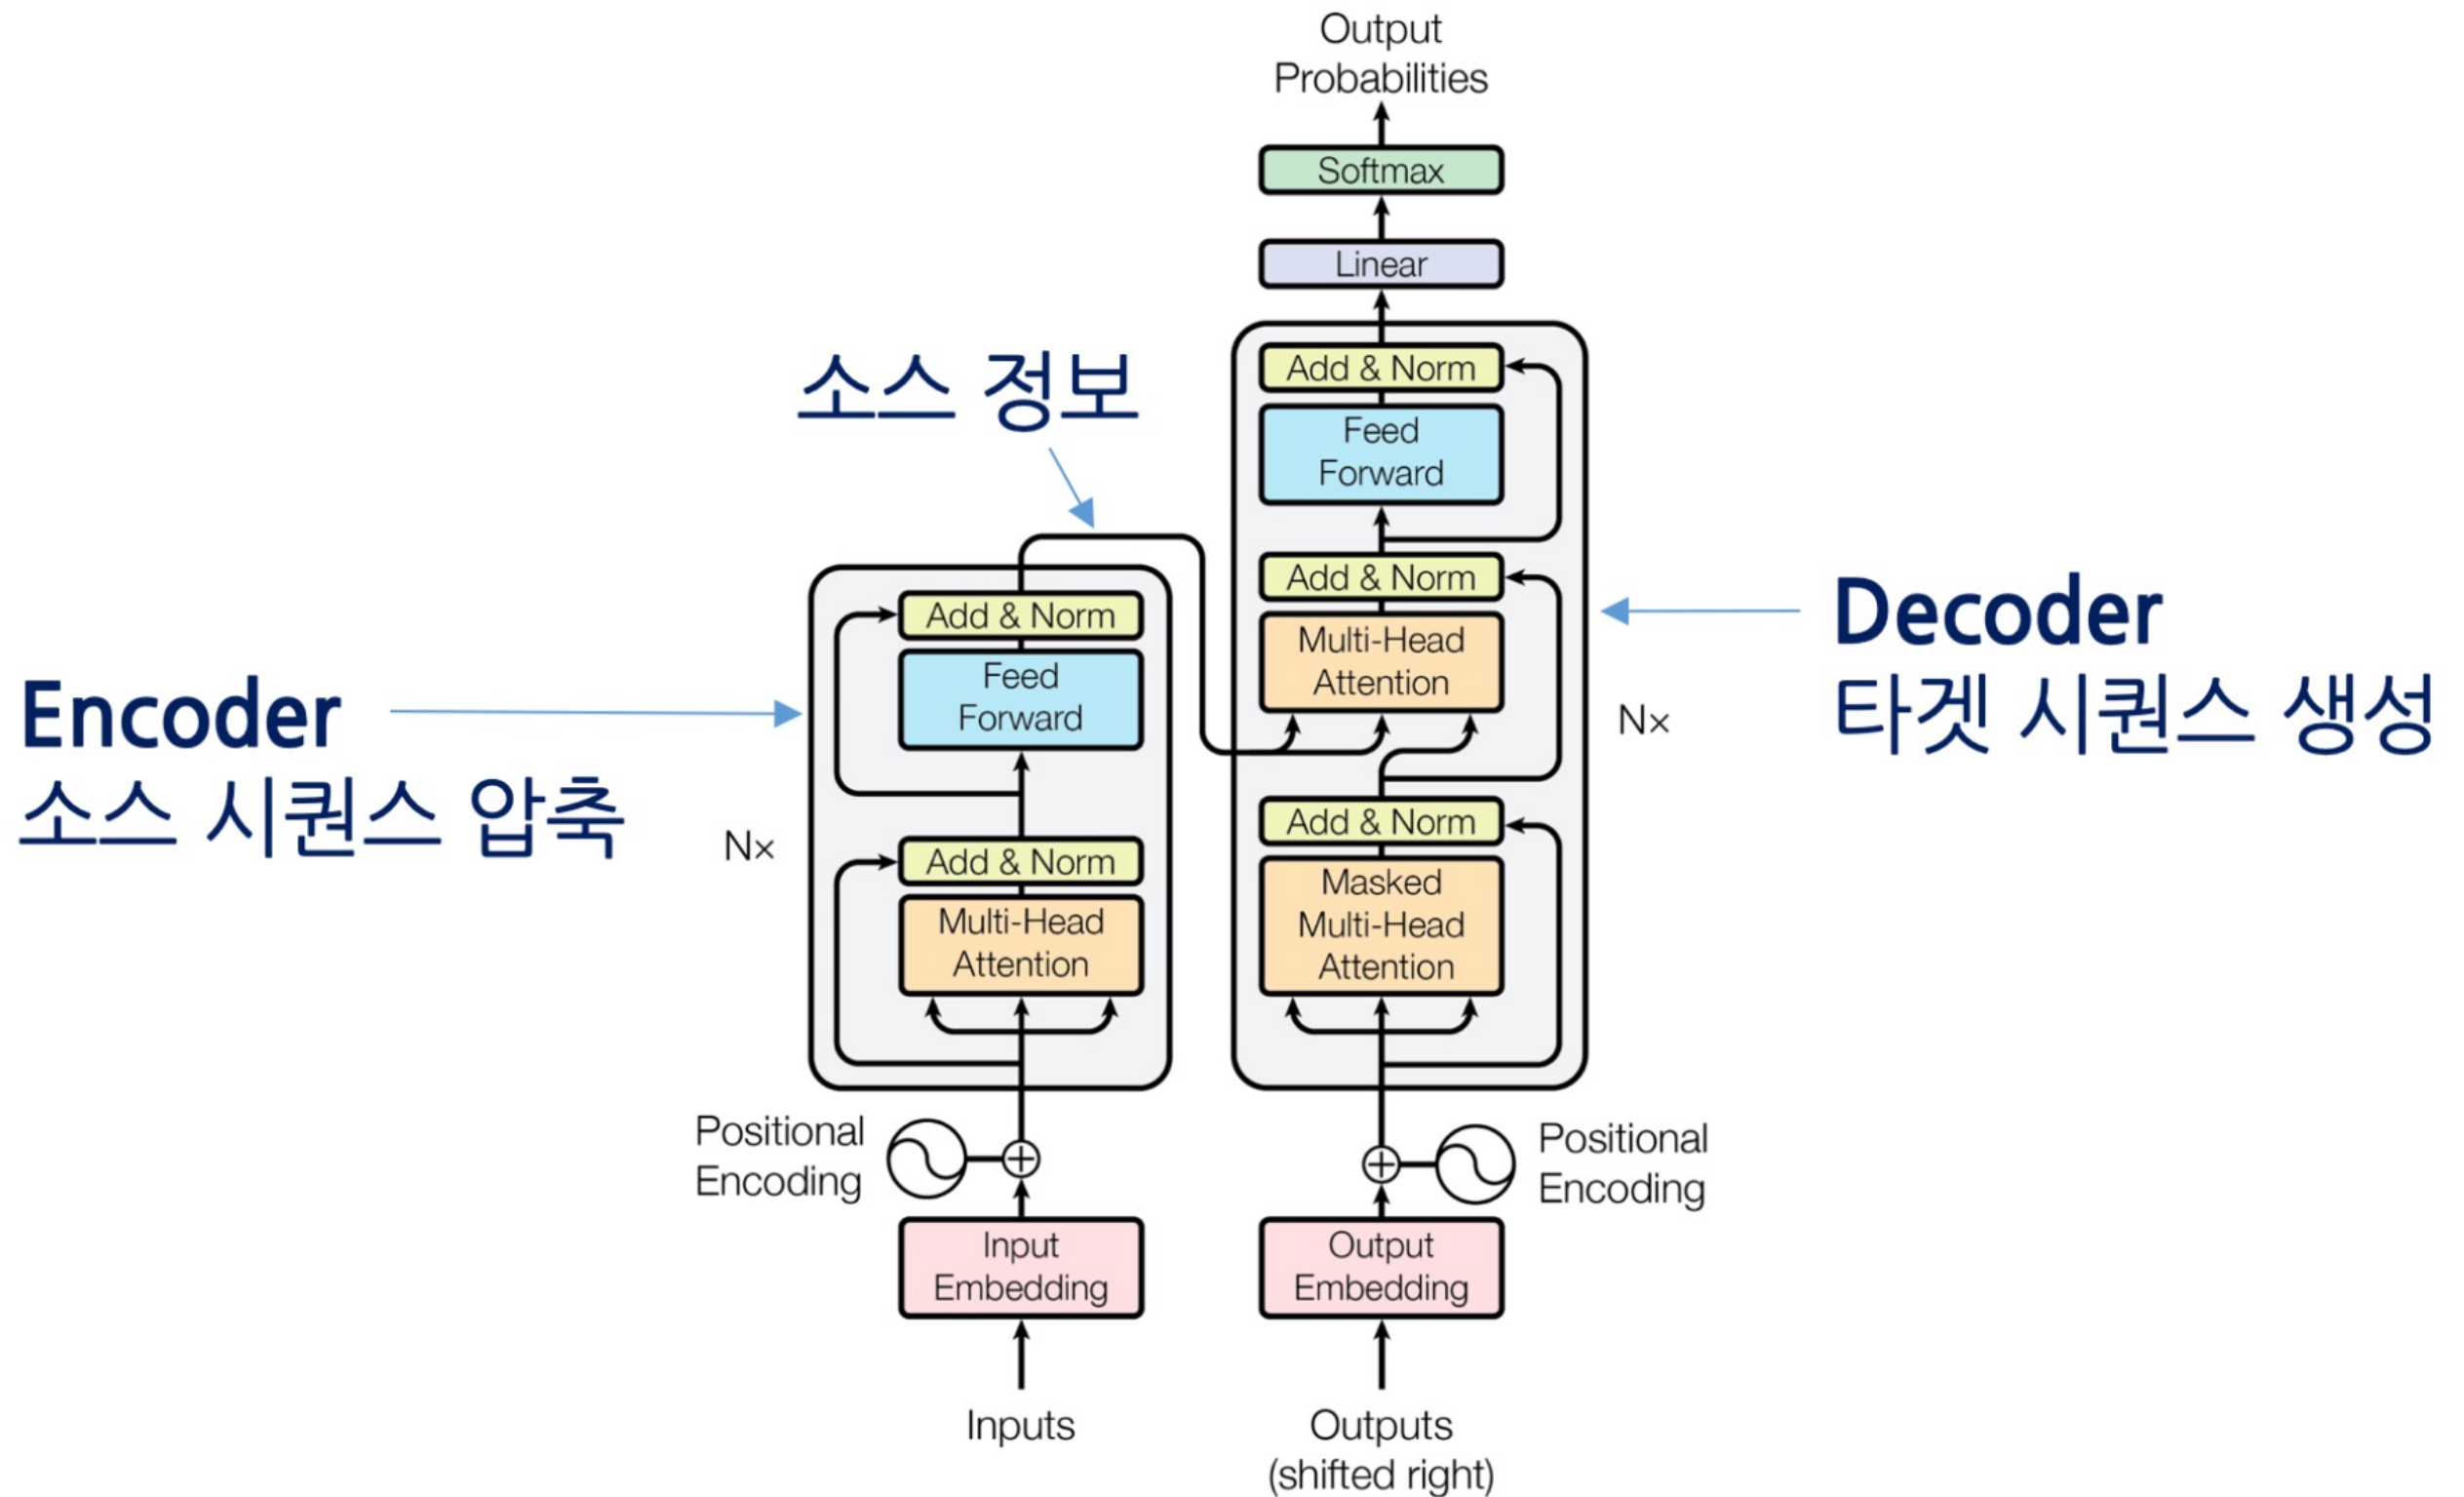 Output
Probabilities
Softmax
Linear
Add & Norm
Feed
Forward
Add & Norm
Multi-Head
Attention
Add & Norm
Masked
Multi-Head
Attention
Nx
Decoder
타겟 시퀀스 생성
소스 정보
Encoder
소스 시퀀스 압축
Nx
Add & Norm
Feed
Forward
Add & Norm
Multi-Head
Attention
Positional
Encoding
Positional
Encoding
Input
Embedding
Output
Embedding
Inputs
Outputs
(shifted right)